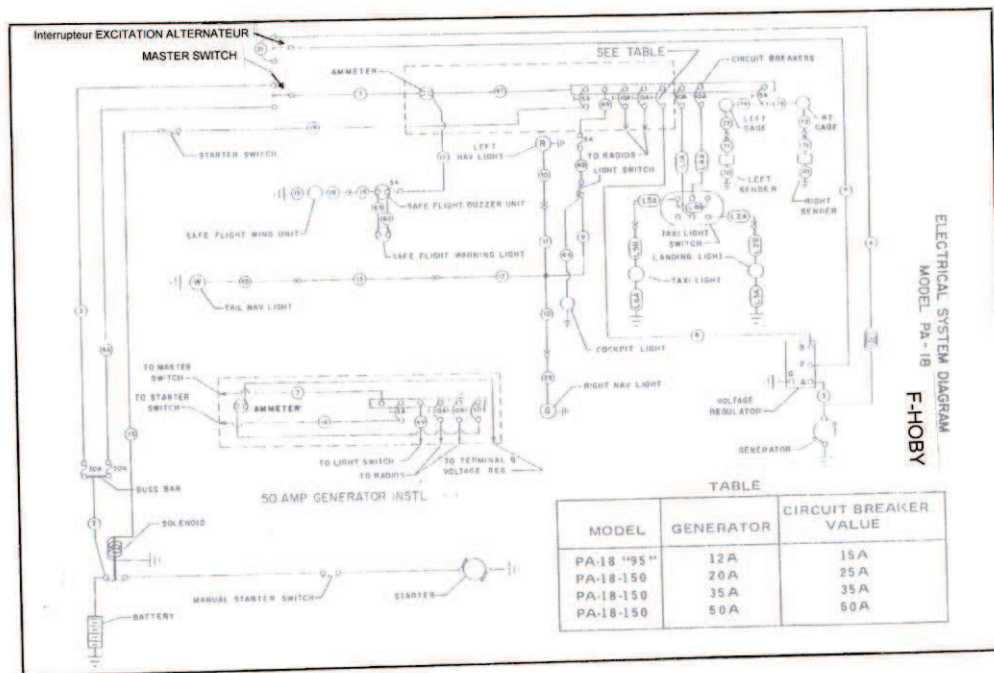 Interrupteur EXCITATION ALTERNATEUR
MASTER SWITCH
AMMETER
SEE TABLE
CIRCUIT BREAKERS
LEFT
NAV LIGHT
TO RADIOS
LIGHT SWITCH
LEFT
GAGE
RT
GAGE
LEFT
SENDER
RIGHT
SENDER
STARTER SWITCH
SAFE FLIGHT BUZZER UNIT
SAFE FLIGHT WING UNIT
SAFE FLIGHT WARNING LIGHT
TAXI LIGHT
SWITCH
LANDING LIGHT
TAXI LIGHT
TAIL NAV LIGHT
COCKPIT LIGHT
RIGHT NAV LIGHT
VOLTAGE
REGULATOR
GENERATOR
ELECTRICAL SYSTEM DIAGRAM
MODEL PA-18
F-HOBY
TO MASTER
SWITCH
TO STARTER
SWITCH
AMMETER
TO LIGHT SWITCH
TO RADIOS
TO TERMINAL B
VOLTAGE REG
50 AMP GENERATOR INSTL
30A
30A
BUSS BAR
SOLENOID
MANUAL STARTER SWITCH
STARTER
BATTERY
TABLE
MODEL GENERATOR CIRCUIT BREAKER
VALUE
PA-18 "95" 12A 15A
PA-18-150 20A 25A
PA-18-150 35A 35A
PA-18-150 50A 50A